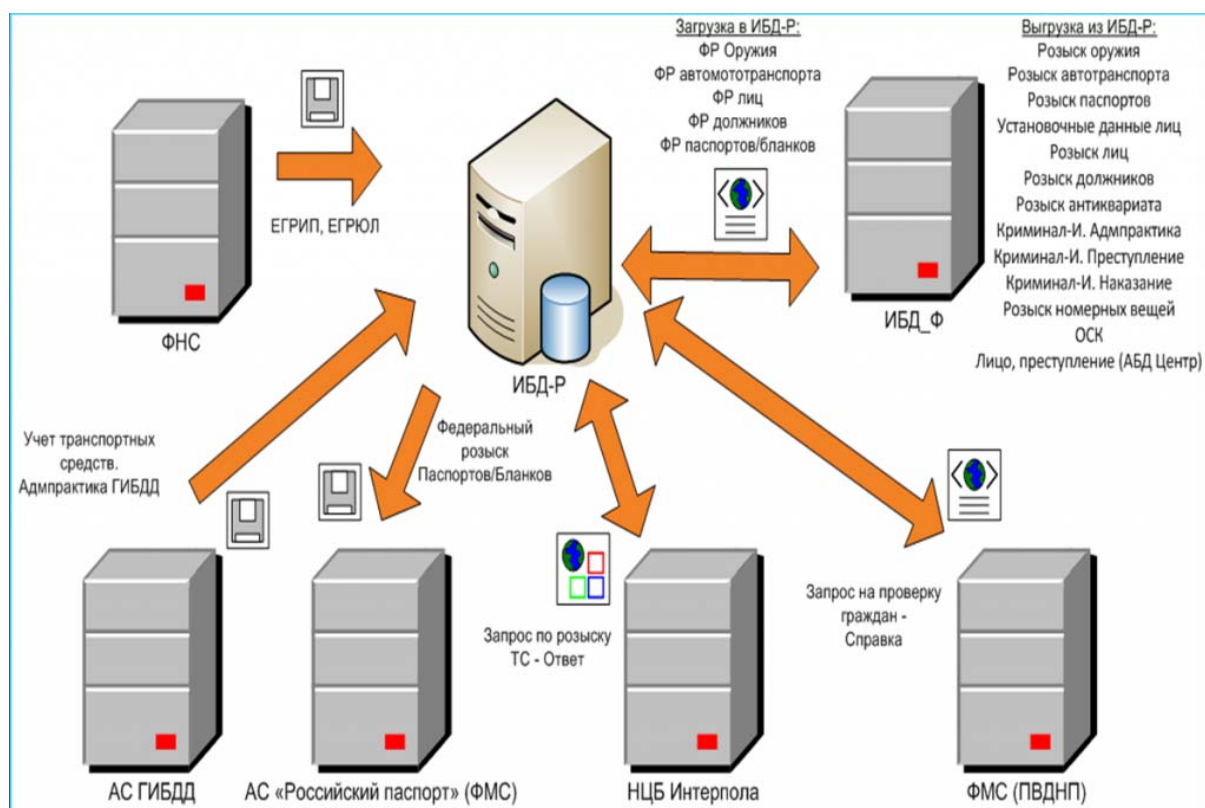 Загрузка в ИБД-Р:
ФР Оружия
ФР автомототранспорта
ФР лиц
ФР должников
ФР паспортов/бланков
Выгрузка из ИБД-Р:
Розыск оружия
Розыск автотранспорта
Розыск паспортов
Установочные данные лиц
Розыск лиц
Розыск должников
Розыск антиквариата
Криминал-И. Адмпрактика
Криминал-И. Преступление
Криминал-И. Наказание
Розыск номерных вещей
ОСК
Лицо, преступление (АБД Центр)
ЕГРИП, ЕГРЮЛ
ФНС
ИБД-Р
ИБД_Ф
Учет транспортных
средств.
Адмпрактика ГИБДД
Федеральный
розыск
Паспортов/Бланков
Запрос по розыску
ТС - Ответ
Запрос на проверку
граждан -
Справка
АС ГИБДД
АС «Российский паспорт» (ФМС)
НЦБ Интерпола
ФМС (ПВДНП)